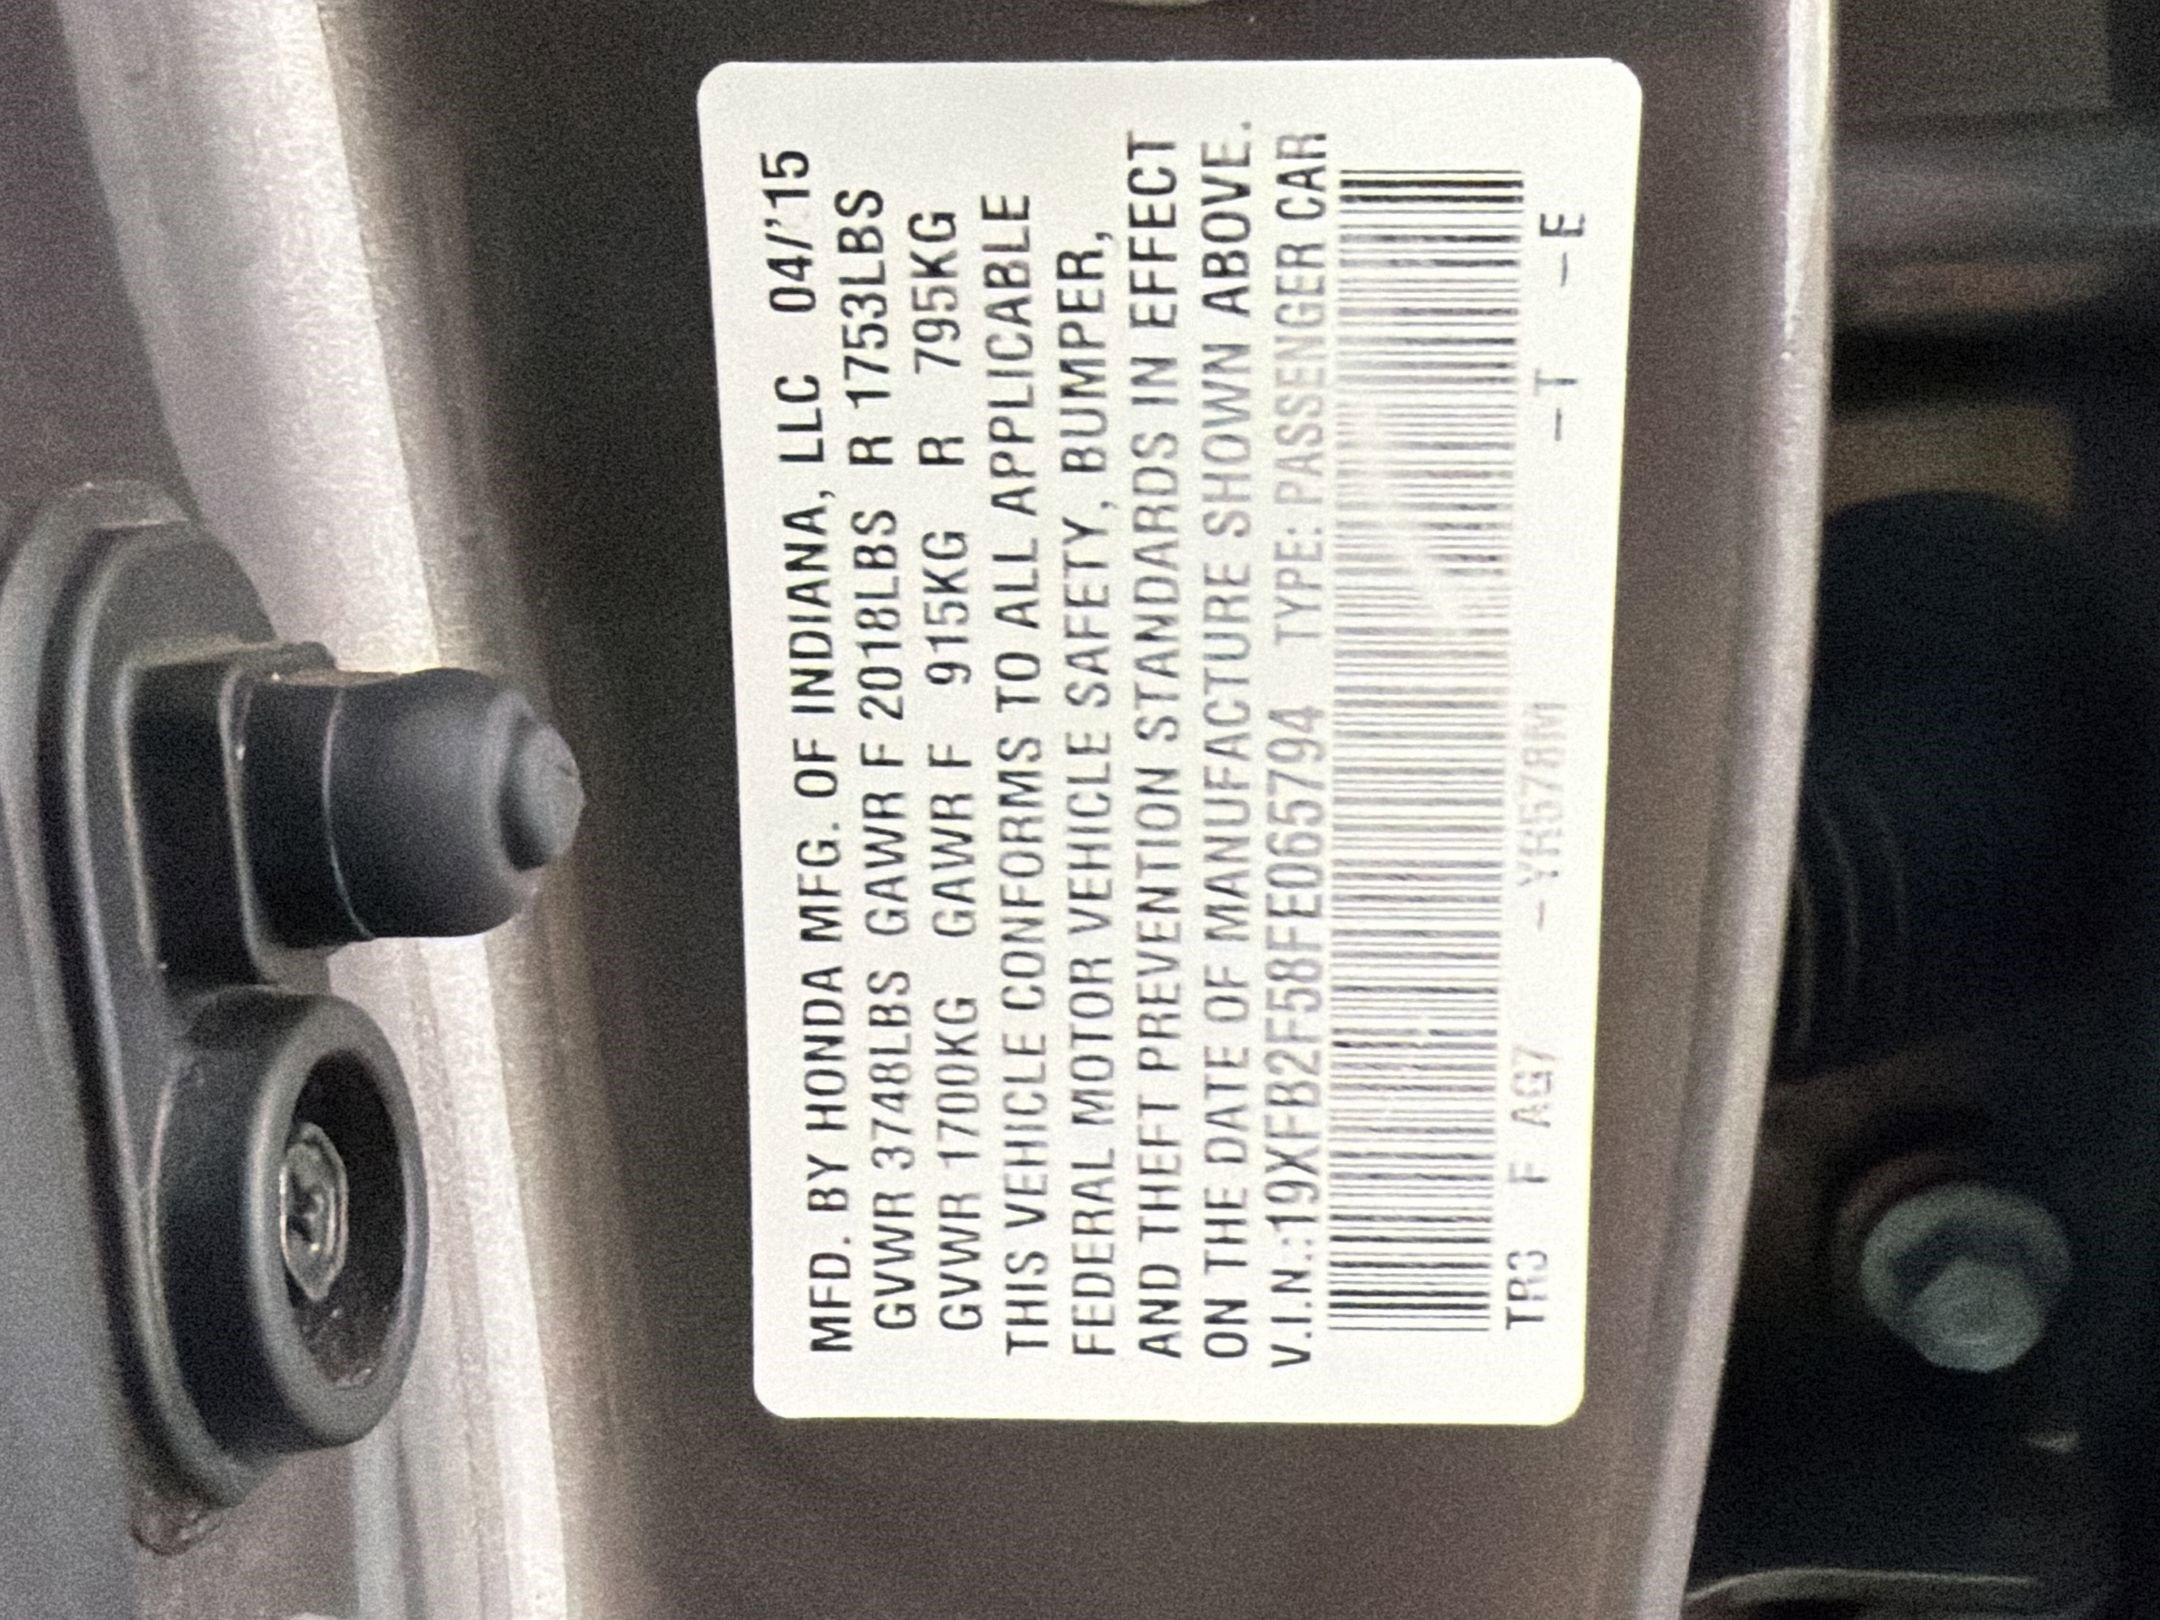 MFD. BY HONDA MFG. OF INDIANA, LLC 04/'15
GVWR 3748LBS GAWR F 2018LBS R 1753LBS
GVWR 1700KG GAWR F 915KG R 795KG
THIS VEHICLE CONFORMS TO ALL APPLICABLE
FEDERAL MOTOR VEHICLE SAFETY, BUMPER,
AND THEFT PREVENTION STANDARDS IN EFFECT
ON THE DATE OF MANUFACTURE SHOWN ABOVE.
V.I.N.:19XFB2F58FE065794 TYPE: PASSENGER CAR
F -YR578M -T -E